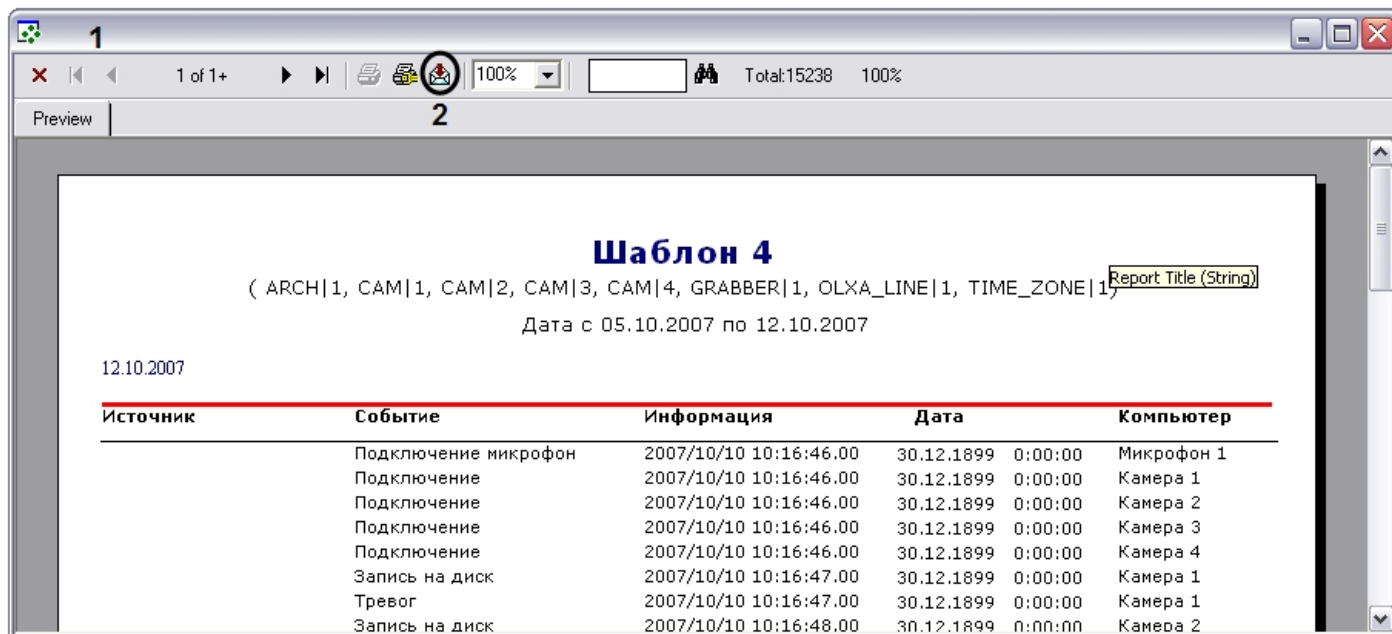 1
1 of 1+ 100% Total:15238 100%
Preview 2
Шаблон 4
( ARCH|1, CAM|1, CAM|2, CAM|3, CAM|4, GRABBER|1, OLXA_LINE|1, TIME_ZONE|1)
Report Title (String)
Дата с 05.10.2007 по 12.10.2007
12.10.2007
Источник Событие Информация Дата Компьютер
Подключение микрофон 2007/10/10 10:16:46.00 30.12.1899 0:00:00 Микрофон 1
Подключение 2007/10/10 10:16:46.00 30.12.1899 0:00:00 Камера 1
Подключение 2007/10/10 10:16:46.00 30.12.1899 0:00:00 Камера 2
Подключение 2007/10/10 10:16:46.00 30.12.1899 0:00:00 Камера 3
Подключение 2007/10/10 10:16:46.00 30.12.1899 0:00:00 Камера 4
Запись на диск 2007/10/10 10:16:47.00 30.12.1899 0:00:00 Камера 1
Тревог 2007/10/10 10:16:47.00 30.12.1899 0:00:00 Камера 1
Запись на диск 2007/10/10 10:16:48.00 30.12.1899 0:00:00 Камера 2